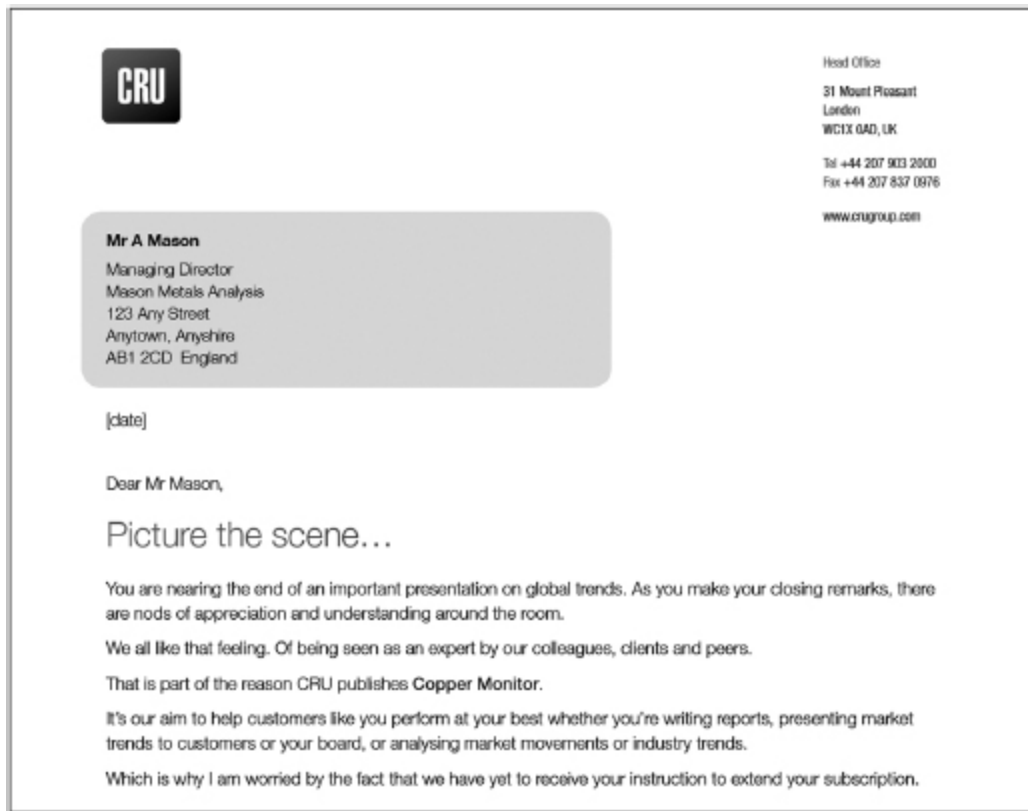 CRU
Head Office
31 Mount Pleasant
London
WC1X 0AD, UK
Tel +44 207 903 2000
Fax +44 207 837 0976
www.crugroup.com
Mr A Mason
Managing Director
Mason Metals Analysis
123 Any Street
Anytown, Anyshire
AB1 2CD England
[date]
Dear Mr Mason,
Picture the scene...
You are nearing the end of an important presentation on global trends. As you make your closing remarks, there
are nods of appreciation and understanding around the room.
We all like that feeling. Of being seen as an expert by our colleagues, clients and peers.
That is part of the reason CRU publishes Copper Monitor.
It's our aim to help customers like you perform at your best whether you're writing reports, presenting market
trends to customers or your board, or analysing market movements or industry trends.
Which is why I am worried by the fact that we have yet to receive your instruction to extend your subscription.